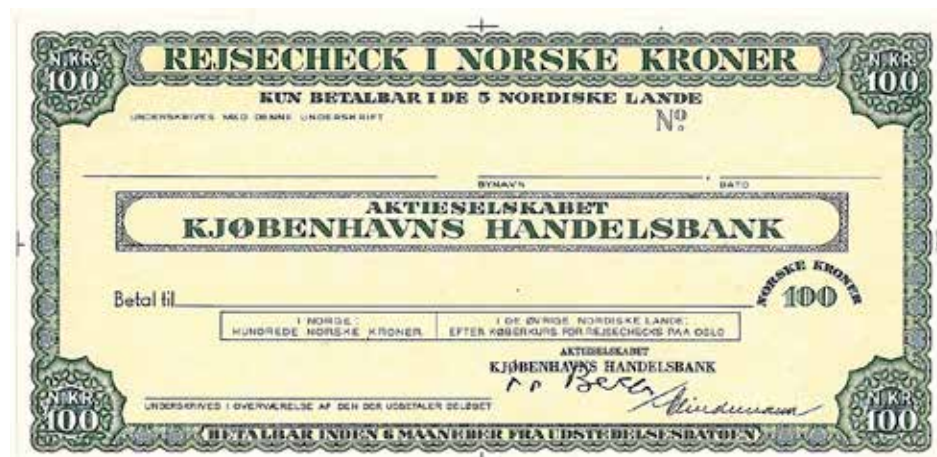 N.KR. 100 REJSECHECK I NORSKE KRONER N.KR. 100
KUN BETALBAR I DE 5 NORDISKE LANDE
UNDERSKRIVES MED DENNE UNDERSKRIFT
Nº
BYNAVN DATO
AKTIESELSKABET
KJØBENHAVNS HANDELSBANK
NORSKE KRONER
100
Betal til
I NORGE: I DE ØVRIGE NORDISKE LANDE:
HUNDREDE NORSKE KRONER EFTER KØBERKURS FOR REJSECHECKS PAA OSLO
AKTIESELSKABET
KJØBENHAVNS HANDELSBANK
UNDERSKRIVES I OVERVÆRELSE AF DEN DER UDBETALER BELØBET
N.KR. 100 BETALBAR INDEN 6 MAANEDER FRA UDSTEDELSESDATOEN N.KR. 100